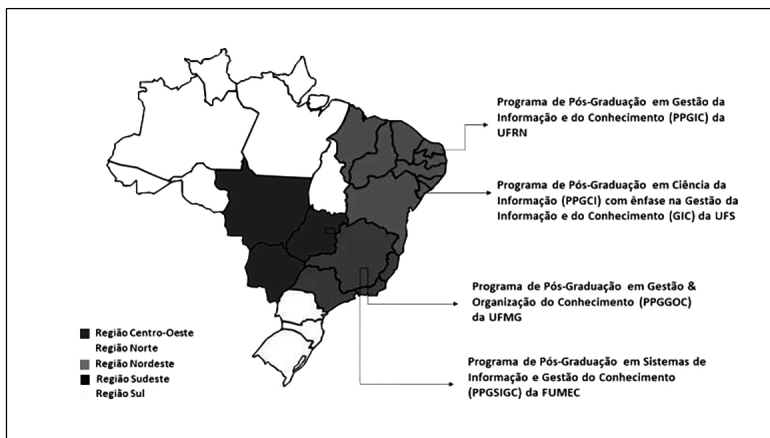 Programa de Pós-Graduação em Gestão da
Informação e do Conhecimento (PPGIC) da
UFRN
Programa de Pós-Graduação em Ciência da
Informação (PPGCI) com ênfase na Gestão da
Informação e do Conhecimento (GIC) da UFS
Programa de Pós-Graduação em Gestão &
Organização do Conhecimento (PPGGOC)
da UFMG
Programa de Pós-Graduação em Sistemas de
Informação e Gestão do Conhecimento
(PPGSIGC) da FUMEC
Região Centro-Oeste
Região Norte
Região Nordeste
Região Sudeste
Região Sul